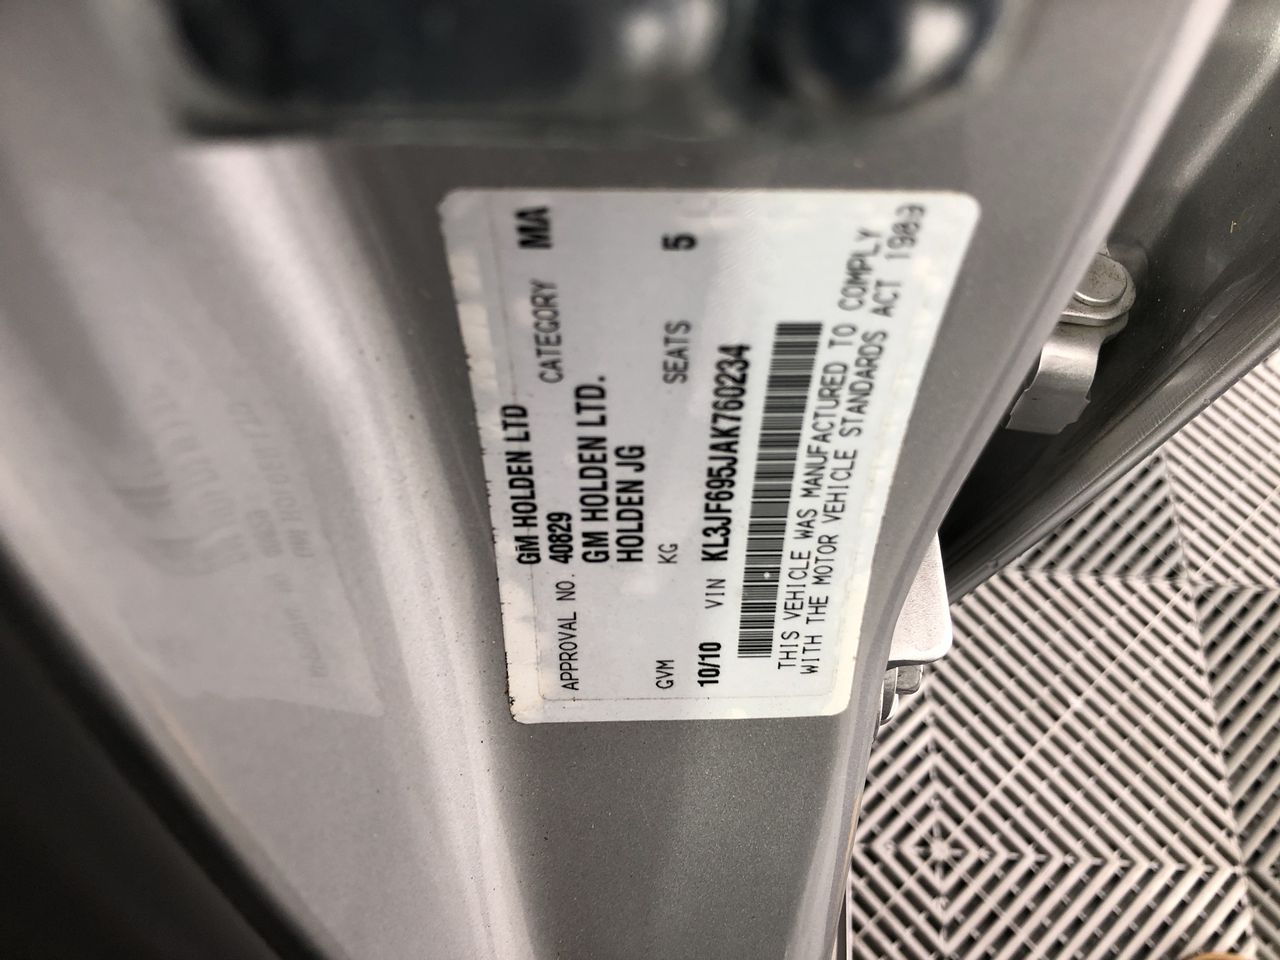 GM HOLDEN LTD
APPROVAL NO. 40829 CATEGORY MA
GM HOLDEN LTD.
HOLDEN JG
GVM KG SEATS 5
10/10 VIN KL3JF695JAK760234
THIS VEHICLE WAS MANUFACTURED TO COMPLY
WITH THE MOTOR VEHICLE STANDARDS ACT 1989